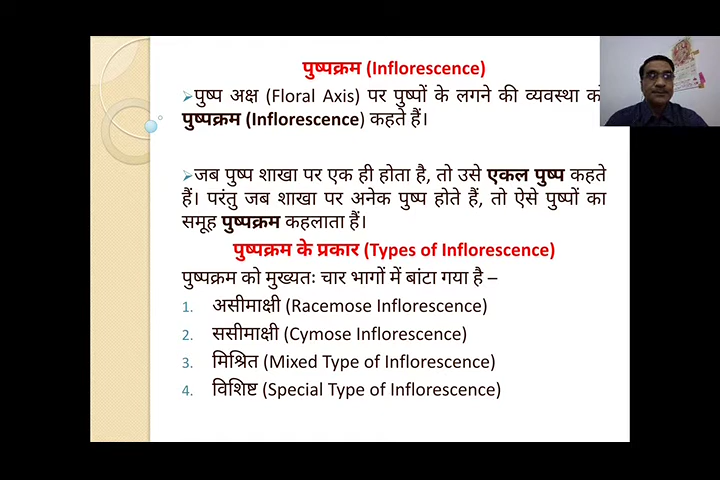 पुष्पक्रम (Inflorescence)
➢पुष्प अक्ष (Floral Axis) पर पुष्पों के लगने की व्यवस्था को
पुष्पक्रम (Inflorescence) कहते हैं।
➢जब पुष्प शाखा पर एक ही होता है, तो उसे एकल पुष्प कहते
हैं। परंतु जब शाखा पर अनेक पुष्प होते हैं, तो ऐसे पुष्पों का
समूह पुष्पक्रम कहलाता हैं।
पुष्पक्रम के प्रकार (Types of Inflorescence)
पुष्पक्रम को मुख्यतः चार भागों में बांटा गया है –
1. असीमाक्षी (Racemose Inflorescence)
2. ससीमाक्षी (Cymose Inflorescence)
3. मिश्रित (Mixed Type of Inflorescence)
4. विशिष्ट (Special Type of Inflorescence)